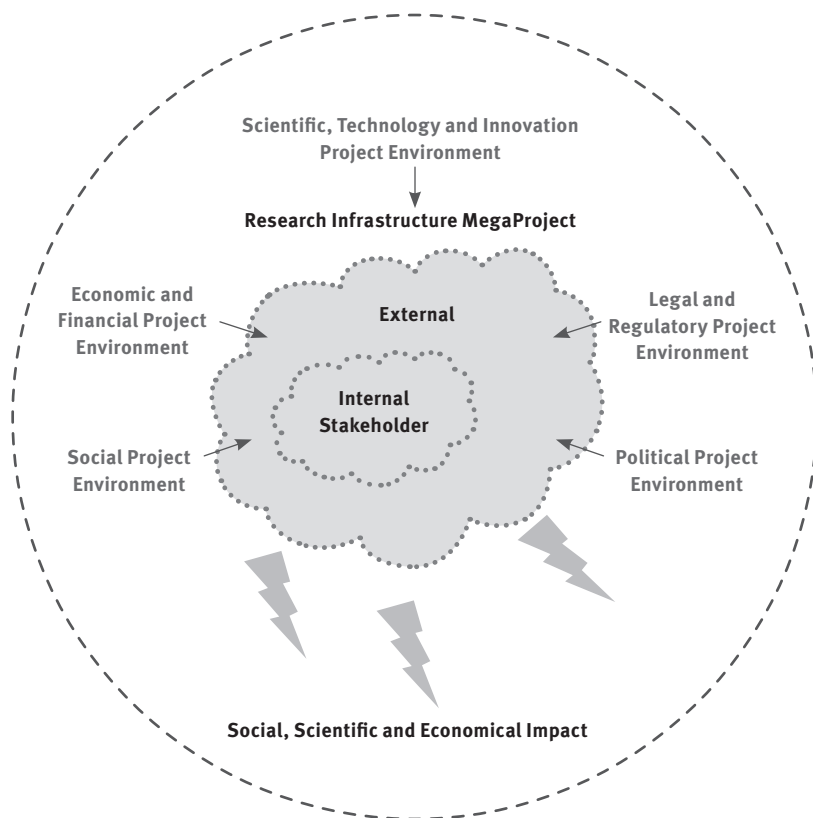 Scientific, Technology and Innovation
Project Environment
Research Infrastructure MegaProject
Economic and
Financial Project
Environment
External
Legal and
Regulatory Project
Environment
Internal
Stakeholder
Social Project
Environment
Political Project
Environment
Social, Scientific and Economical Impact